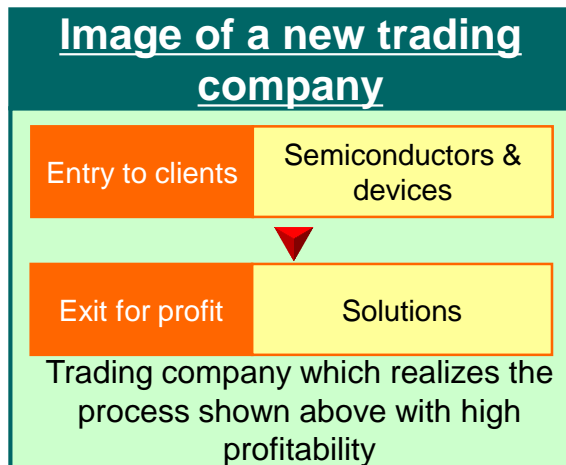 Image of a new trading
company
Entry to clients
Semiconductors &
devices
Exit for profit
Solutions
Trading company which realizes the
process shown above with high
profitability